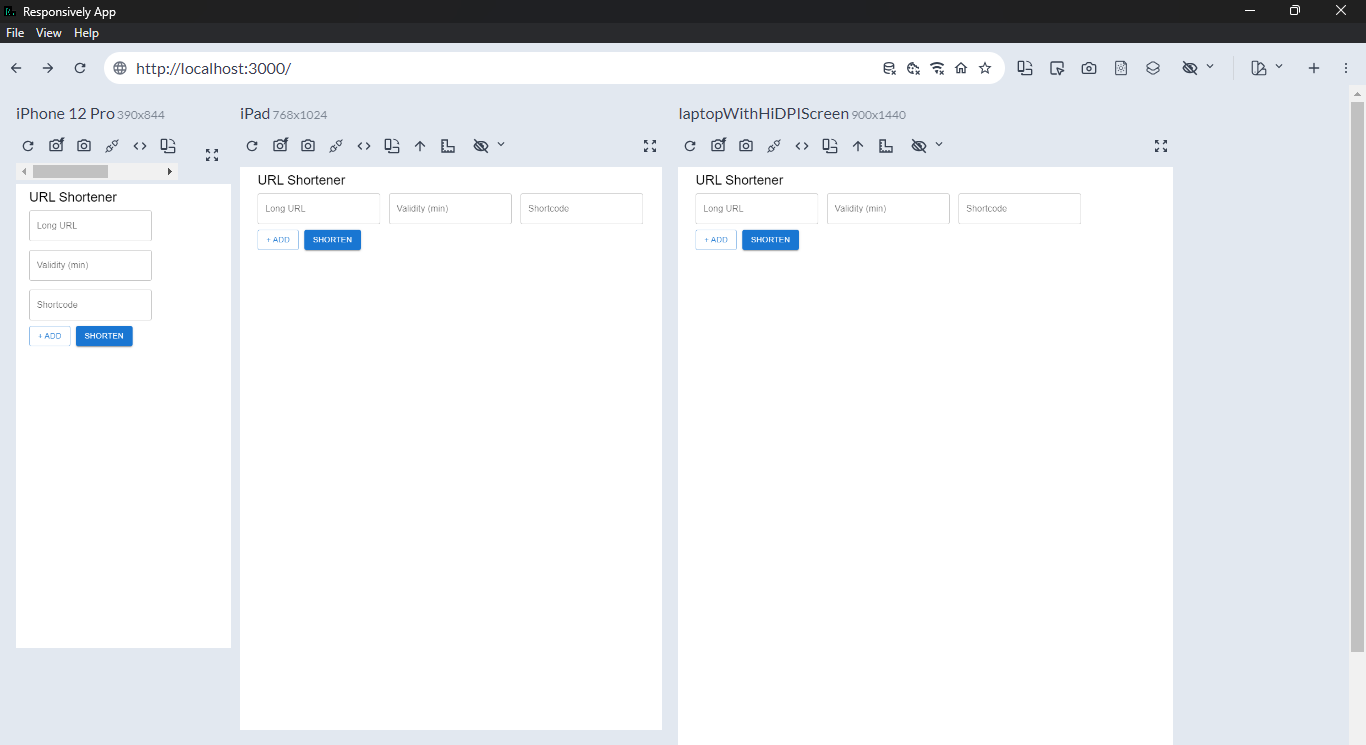 Responsively App
File View Help
http://localhost:3000/
iPhone 12 Pro 390x844
URL Shortener
Long URL
Validity (min)
Shortcode
+ ADD SHORTEN
iPad 768x1024
URL Shortener
Long URL Validity (min) Shortcode
+ ADD SHORTEN
laptopWithHiDPIScreen 900x1440
URL Shortener
Long URL Validity (min) Shortcode
+ ADD SHORTEN